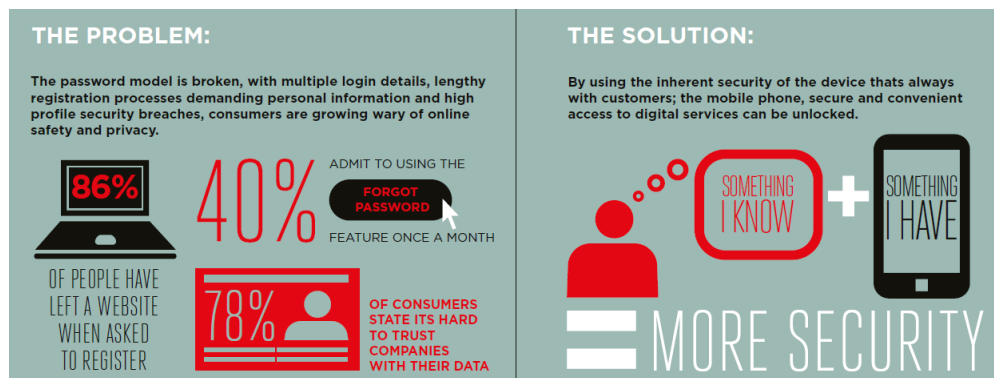 THE PROBLEM:
The password model is broken, with multiple login details, lengthy
registration processes demanding personal information and high
profile security breaches, consumers are growing wary of online
safety and privacy.
86%
OF PEOPLE HAVE
LEFT A WEBSITE
WHEN ASKED
TO REGISTER
40%
ADMIT TO USING THE
FORGOT
PASSWORD
FEATURE ONCE A MONTH
78%
OF CONSUMERS
STATE ITS HARD
TO TRUST
COMPANIES
WITH THEIR DATA
THE SOLUTION:
By using the inherent security of the device thats always
with customers; the mobile phone, secure and convenient
access to digital services can be unlocked.
SOMETHING
I KNOW
+
SOMETHING
I HAVE
= MORE SECURITY